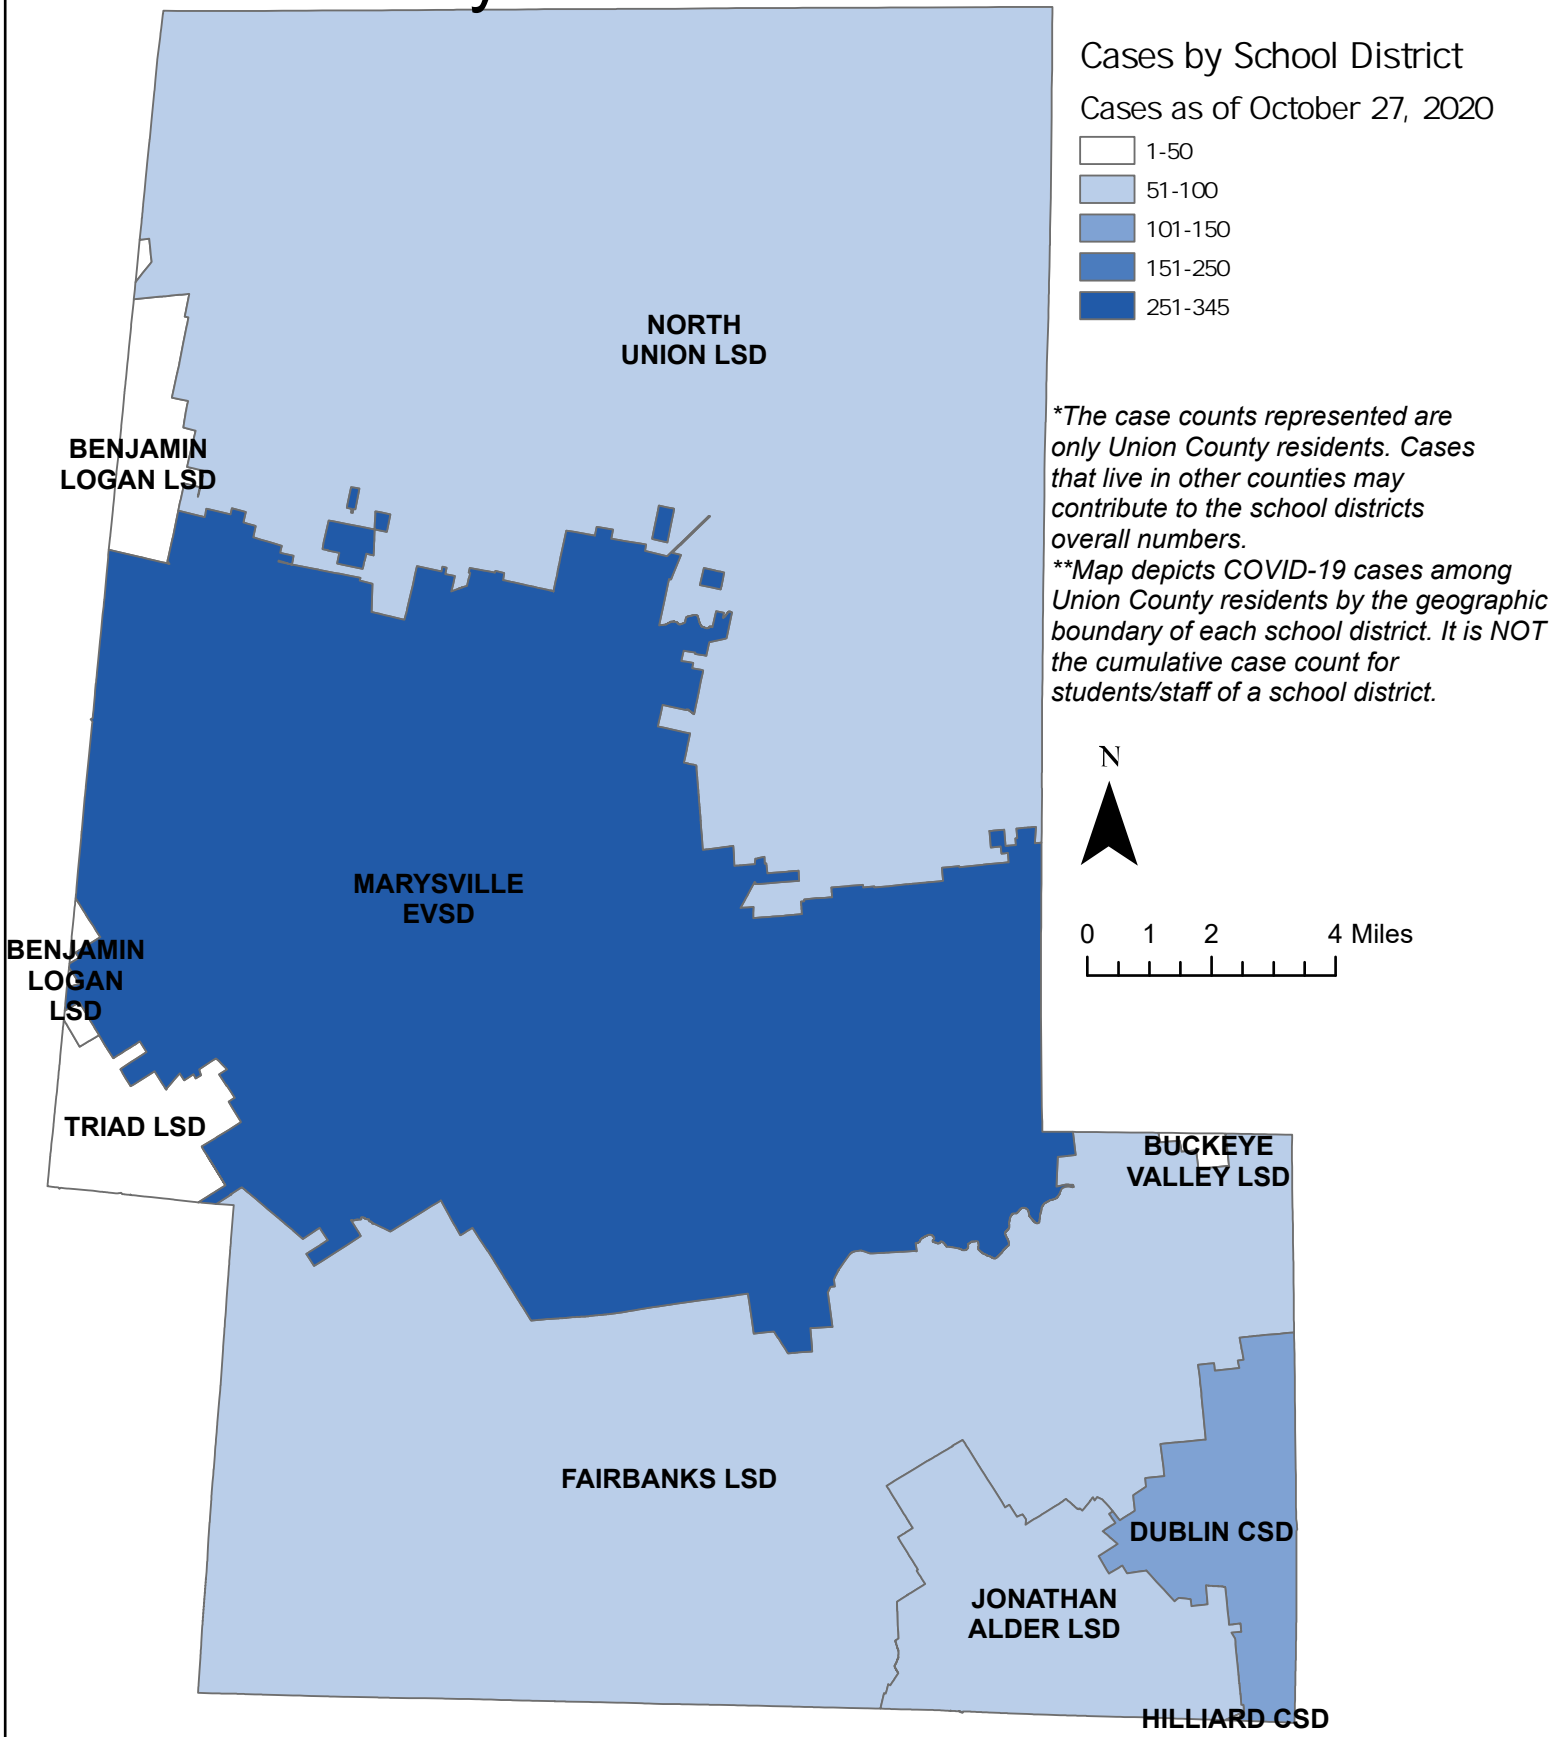 Cases by School District
Cases as of October 27, 2020
1-50
51-100
101-150
151-250
251-345
*The case counts represented are
only Union County residents. Cases
that live in other counties may
contribute to the school districts
overall numbers.
**Map depicts COVID-19 cases among
Union County residents by the geographic
boundary of each school district. It is NOT
the cumulative case count for
students/staff of a school district.
N
0 1 2 4 Miles
NORTH
UNION LSD
BENJAMIN
LOGAN LSD
MARYSVILLE
EVSD
BENJAMIN
LOGAN
LSD
TRIAD LSD
BUCKEYE
VALLEY LSD
FAIRBANKS LSD
DUBLIN CSD
JONATHAN
ALDER LSD
HILLIARD CSD